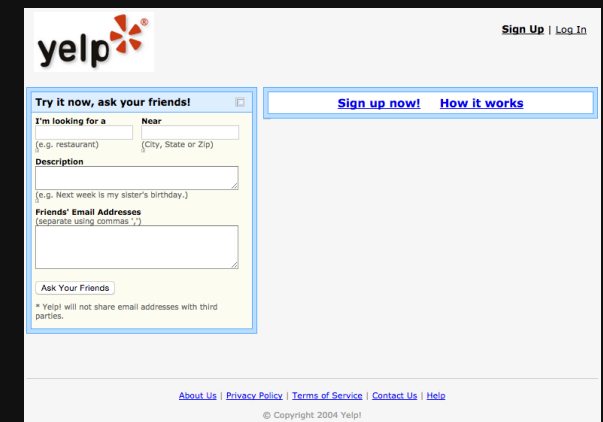 yelp®
Sign Up | Log In
Try it now, ask your friends!
Sign up now! How it works
I'm looking for a Near
(e.g. restaurant) (City, State or Zip)
Description
(e.g. Next week is my sister's birthday.)
Friends' Email Addresses
(separate using commas ',')
Ask Your Friends
* Yelp! will not share email addresses with third
parties.
About Us | Privacy Policy | Terms of Service | Contact Us | Help
© Copyright 2004 Yelp!